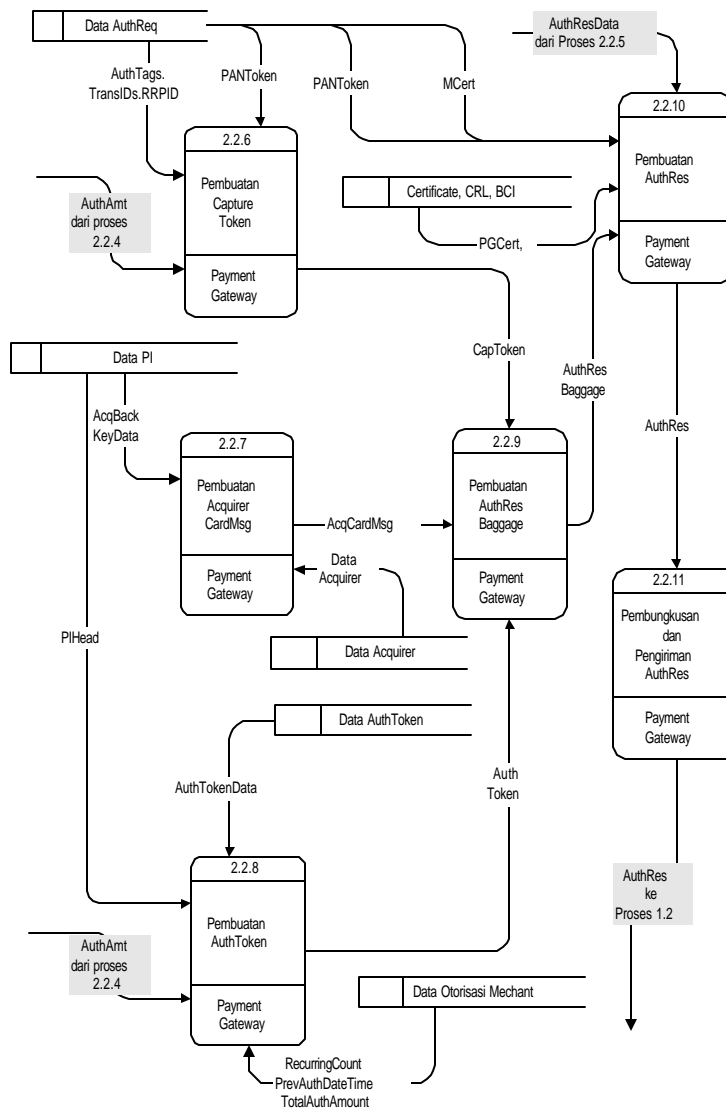 Data AuthReq
AuthResData
dari Proses 2.2.5
AuthTags.
TransIDs.RRPID
PANToken
PANToken
MCert
2.2.10
Pembuatan
AuthRes
Payment
Gateway
2.2.6
Pembuatan
Capture
Token
Payment
Gateway
AuthAmt
dari proses
2.2.4
Certificate, CRL, BCI
PGCert,
Data PI
CapToken
AuthRes
Baggage
AuthRes
AcqBack
KeyData
2.2.7
Pembuatan
Acquirer
CardMsg
Payment
Gateway
AcqCardMsg
2.2.9
Pembuatan
AuthRes
Baggage
Payment
Gateway
Data
Acquirer
2.2.11
Pembungkusan
dan
Pengiriman
AuthRes
Payment
Gateway
PIHead
Data Acquirer
Data AuthToken
AuthTokenData
Auth
Token
2.2.8
Pembuatan
AuthToken
Payment
Gateway
AuthRes
ke
Proses 1.2
AuthAmt
dari proses
2.2.4
Data Otorisasi Mechant
RecurringCount
PrevAuthDateTime
TotalAuthAmount